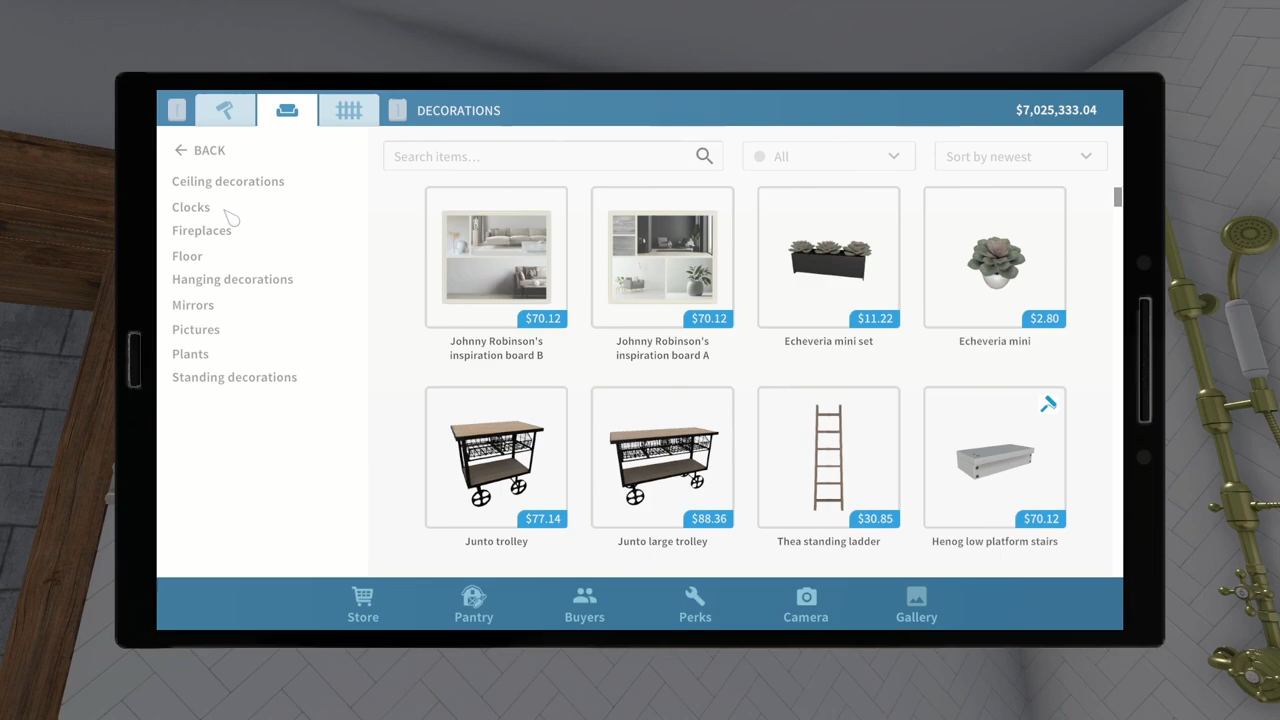 DECORATIONS
$7,025,333.04
BACK
Search items...
All
Sort by newest
Ceiling decorations
Clocks
Fireplaces
Floor
Hanging decorations
Mirrors
Pictures
Plants
Standing decorations
$70.12
$70.12
$11.22
$2.80
Johnny Robinson's
inspiration board B
Johnny Robinson's
inspiration board A
Echeveria mini set
Echeveria mini
$77.14
$88.36
$30.85
$70.12
Junto trolley
Junto large trolley
Thea standing ladder
Henog low platform stairs
Store
Pantry
Buyers
Perks
Camera
Gallery